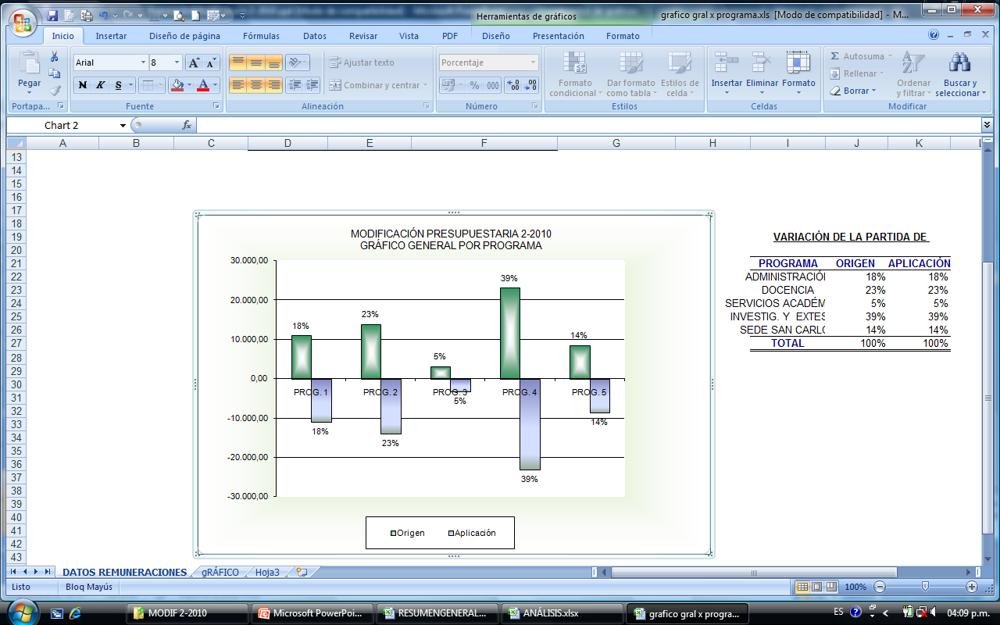 Herramientas de gráficos
grafico gral x programa.xls [Modo de compatibilidad] - M...
Inicio Insertar Diseño de página Fórmulas Datos Revisar Vista PDF Diseño Presentación Formato
Pegar
Portapa...
Arial 8
N K S
Fuente
Ajustar texto
Combinar y centrar
Alineación
Porcentaje
% 000
Número
Formato condicional
Dar formato como tabla
Estilos de celda
Estilos
Insertar Eliminar Formato
Celdas
Autosuma
Rellenar
Borrar
Ordenar y filtrar
Buscar y seleccionar
Modificar
Chart 2 fx
A B C D E F G H I J K L
13
14
15
16
17
18
19
20
21
22
23
24
25
26
27
28
29
30
31
32
33
34
35
36
37
38
39
40
41
42
43
MODIFICACIÓN PRESUPUESTARIA 2-2010
GRÁFICO GENERAL POR PROGRAMA
30.000,00
20.000,00
10.000,00
0,00
-10.000,00
-20.000,00
-30.000,00
18% 23% 5% 39% 14%
PROG. 1 PROG. 2 PROG. 3 PROG. 4 PROG. 5
18% 23% 5% 39% 14%
Origen Aplicación
VARIACIÓN DE LA PARTIDA DE
PROGRAMA ORIGEN APLICACIÓN
ADMINISTRACIÓN 18% 18%
DOCENCIA 23% 23%
SERVICIOS ACADÉM 5% 5%
INVESTIG. Y EXTES 39% 39%
SEDE SAN CARLO 14% 14%
TOTAL 100% 100%
DATOS REMUNERACIONES gRÁFICO Hoja3
Listo Bloq Mayús 100%
MODIF 2-2010 Microsoft PowerPoi... RESUMENGENERAL... ANÁLISIS.xlsx grafico gral x progra... ES 04:09 p.m.